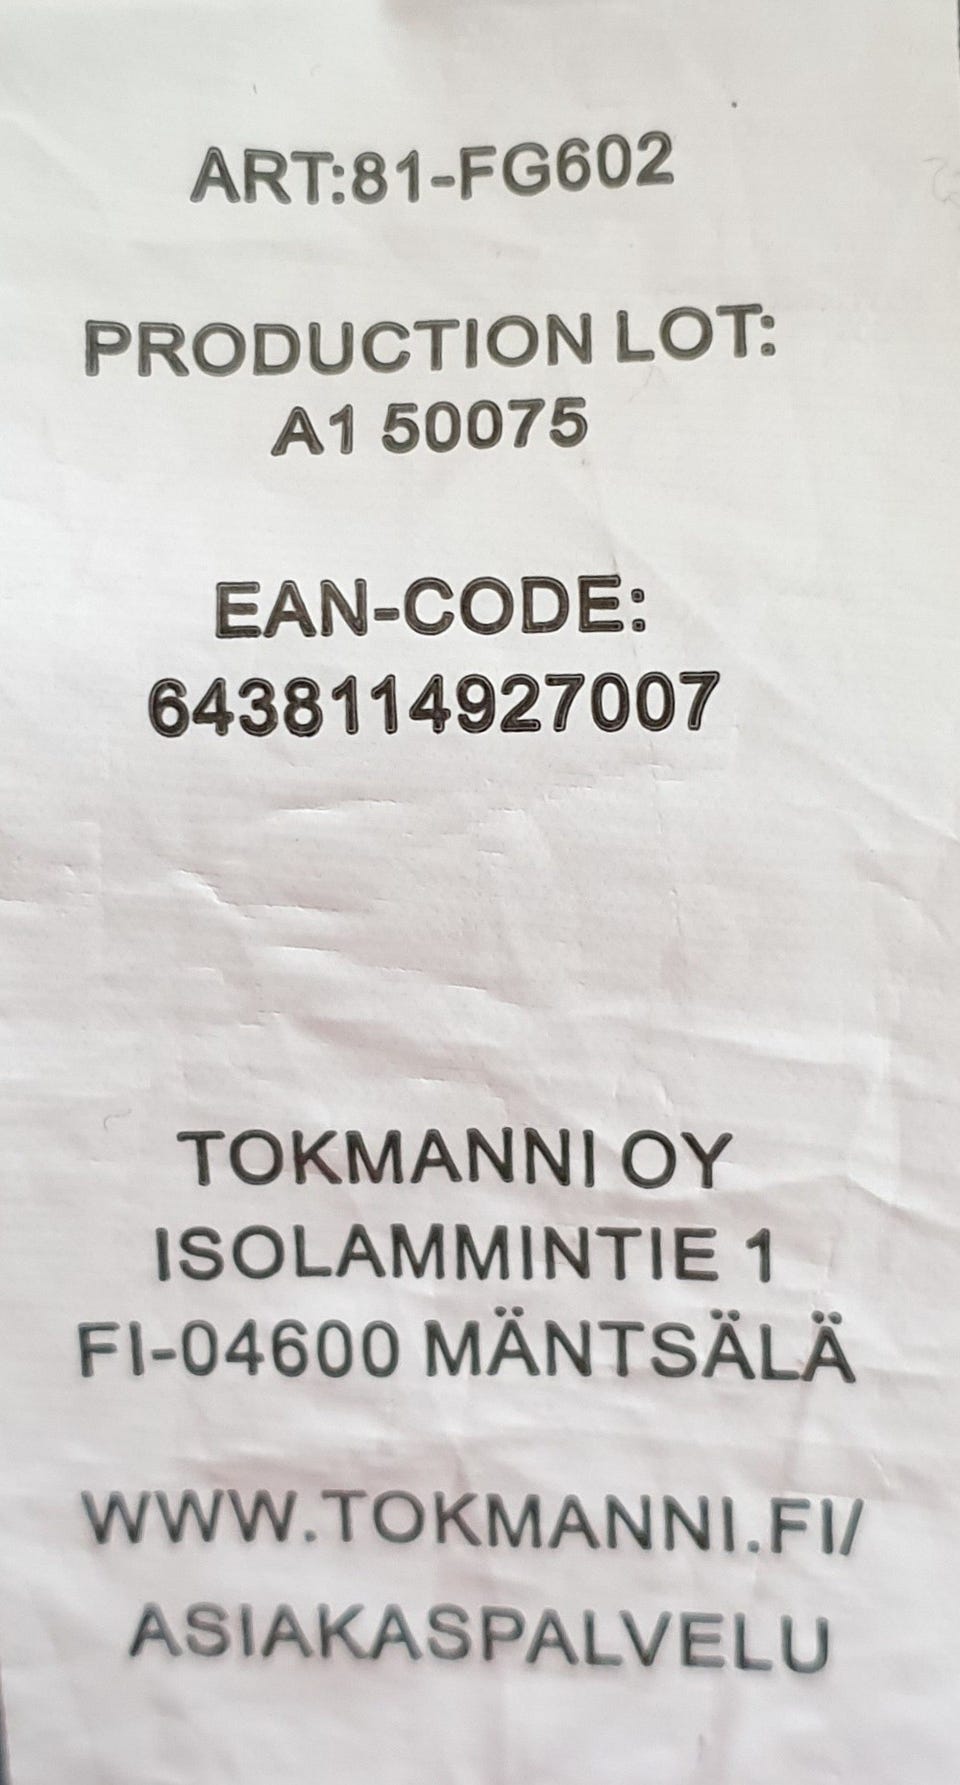 ART:81-FG602
PRODUCTION LOT:
A1 50075
EAN-CODE:
6438114927007
TOKMANNI OY
ISOLAMMINTIE 1
FI-04600 MÄNTSÄLÄ
WWW.TOKMANNI.FI/
ASIAKASPALVELU